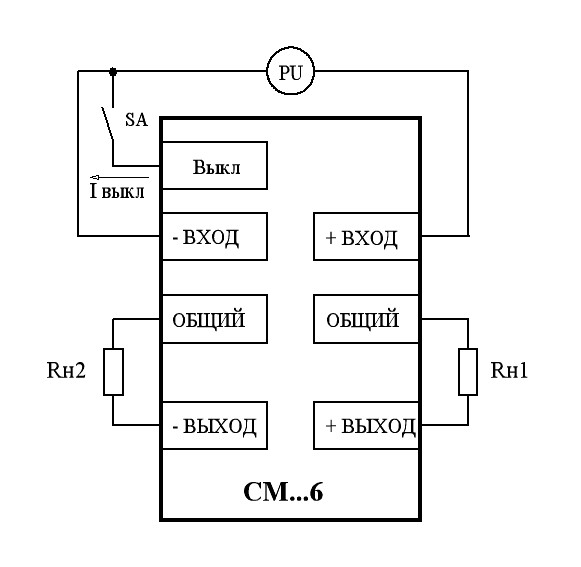 PU
SA
Выкл
I выкл
- ВХОД
+ ВХОД
ОБЩИЙ
ОБЩИЙ
Rн2
Rн1
- ВЫХОД
+ ВЫХОД
СМ...6